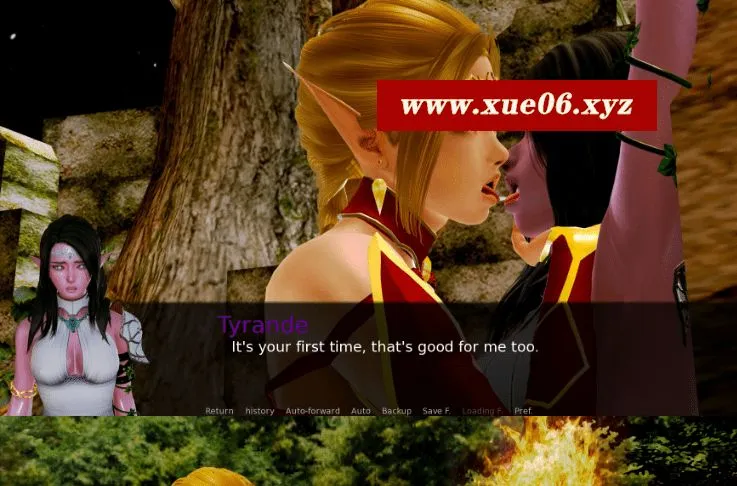 www.xue06.xyz
Tyrande
It's your first time, that's good for me too.
Return history Auto-forward Auto Backup Save F. Loading F. Pref.